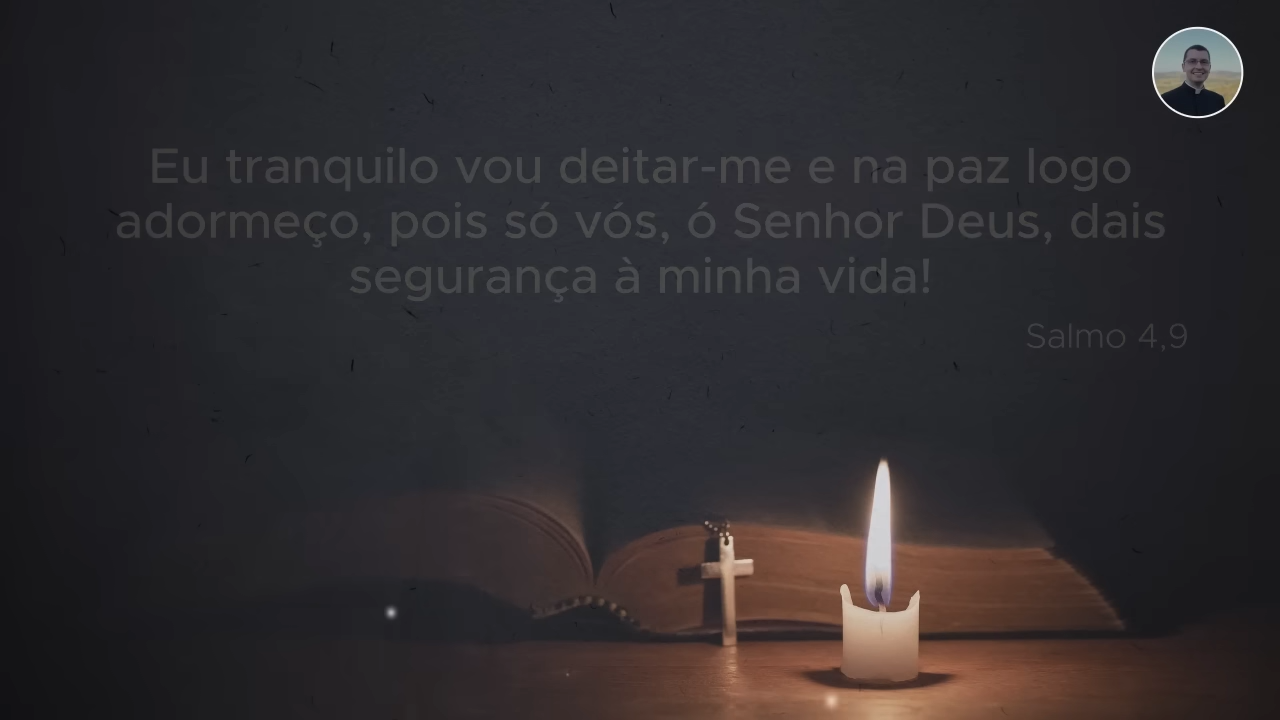 Eu tranquilo vou deitar-me e na paz logo
adormeço, pois só vós, ó Senhor Deus, dais
segurança à minha vida!
Salmo 4,9